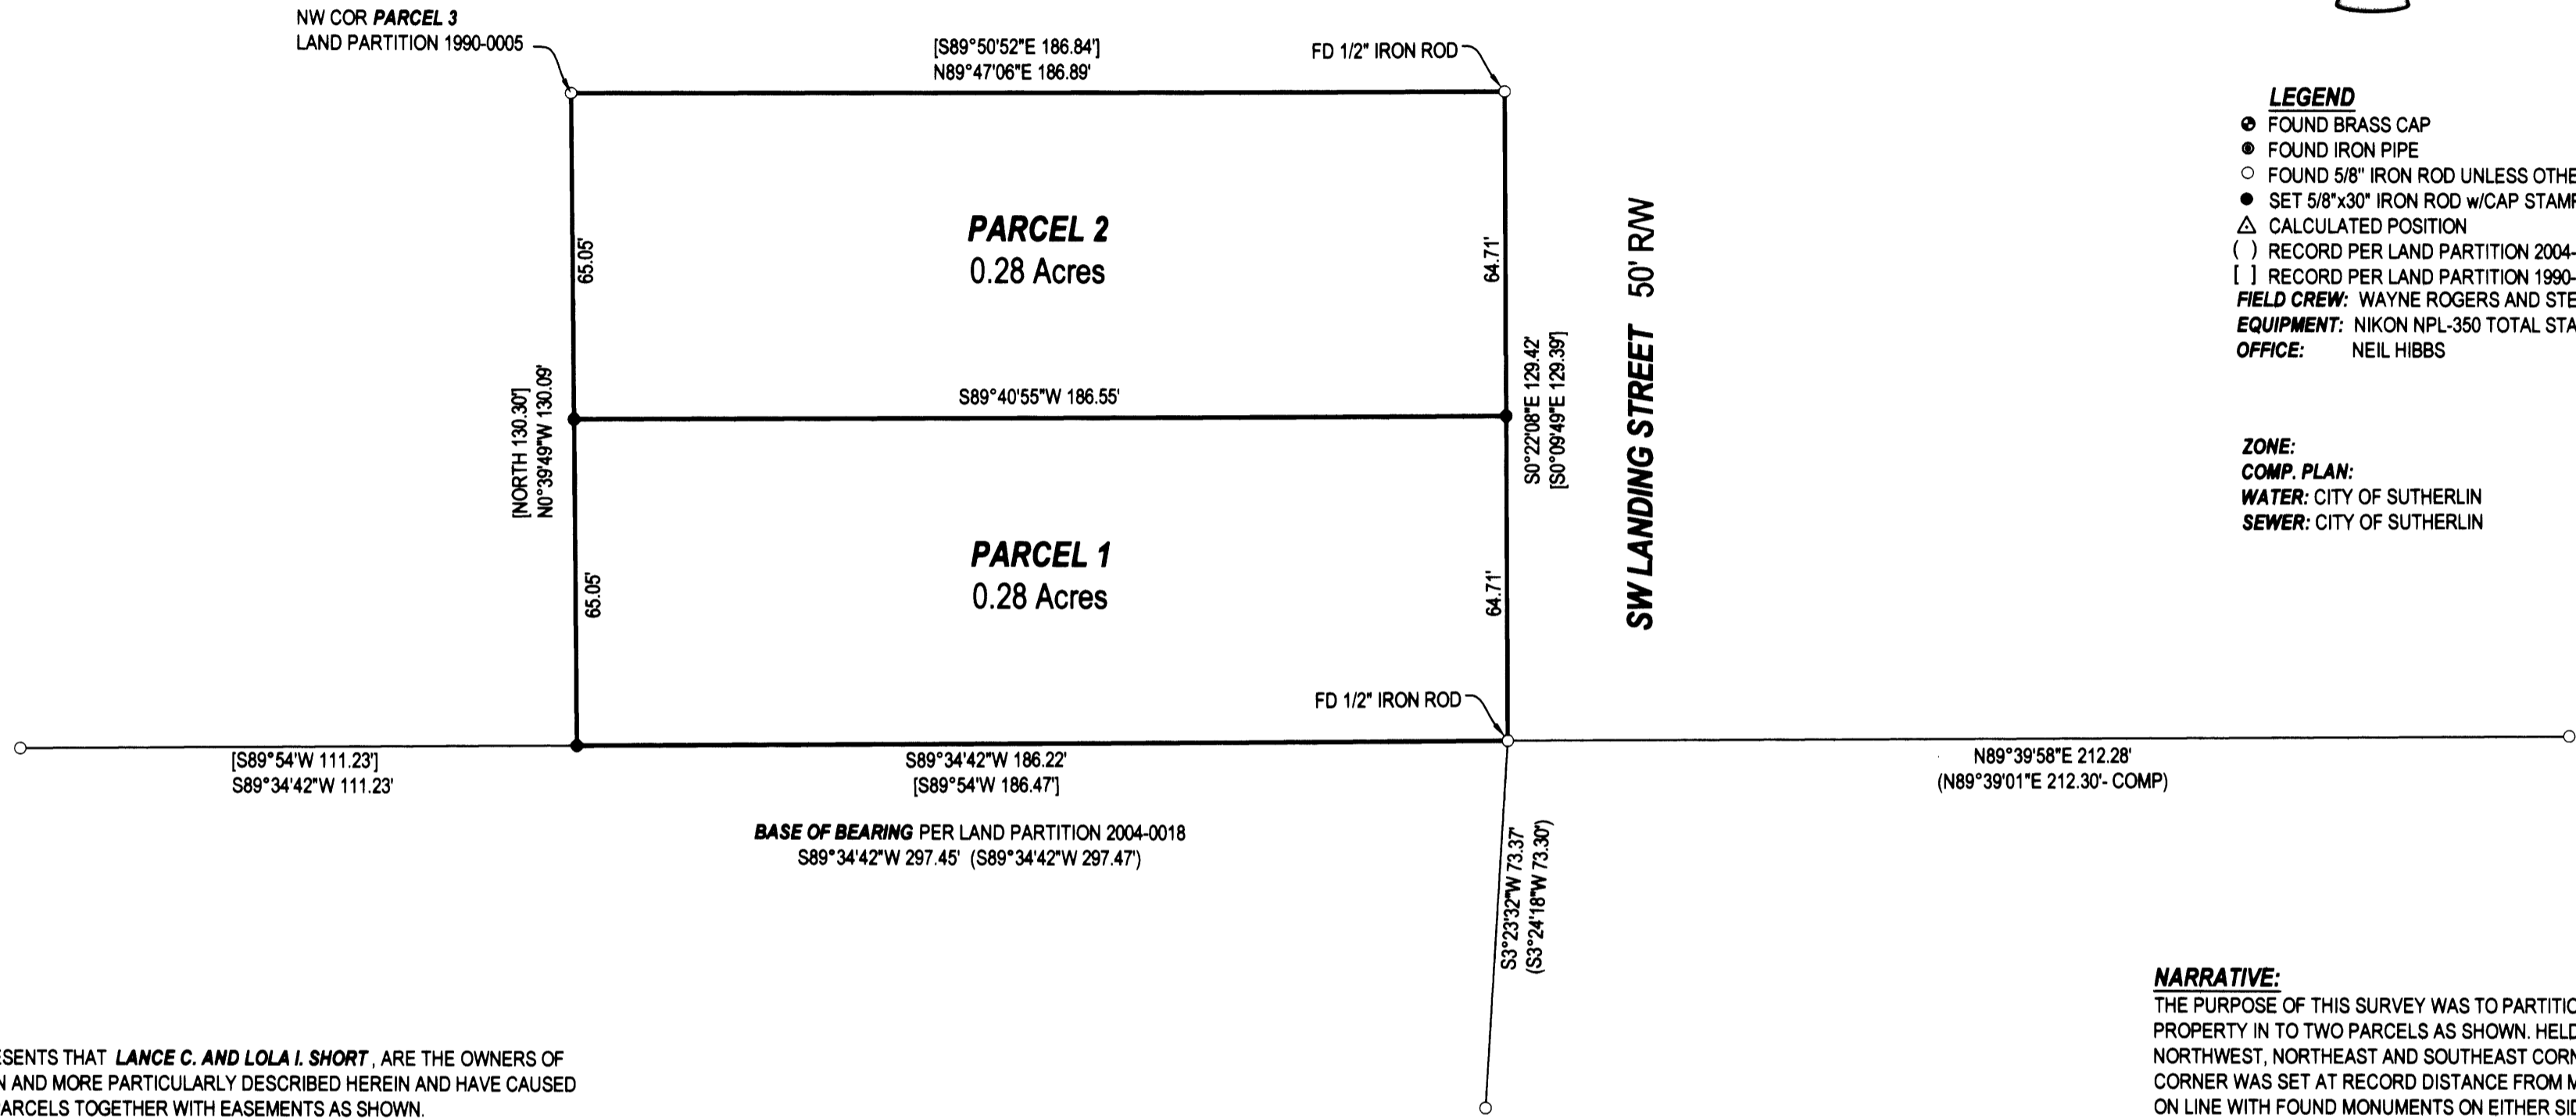 NW COR PARCEL 3
LAND PARTITION 1990-0005
[S89°50'52"E 186.84']
N89°47'06"E 186.89'
FD 1/2" IRON ROD
PARCEL 2
0.28 Acres
65.05'
64.71'
S89°40'55"W 186.55'
[NORTH 130.30']
N0°39'49"W 130.09'
S0°22'08"E 129.42'
[S0°09'49"E 129.39']
SW LANDING STREET 50' R/W
PARCEL 1
0.28 Acres
65.05'
64.71'
FD 1/2" IRON ROD
[S89°54'W 111.23']
S89°34'42"W 111.23'
S89°34'42"W 186.22'
[S89°54'W 186.47']
N89°39'58"E 212.28'
(N89°39'01"E 212.30'- COMP)
BASE OF BEARING PER LAND PARTITION 2004-0018
S89°34'42"W 297.45' (S89°34'42"W 297.47')
S3°23'32"W 73.37'
(S3°24'18"W 73.30')
LEGEND
FOUND BRASS CAP
FOUND IRON PIPE
FOUND 5/8" IRON ROD UNLESS OTHE
SET 5/8"x30" IRON ROD w/CAP STAMP
CALCULATED POSITION
( ) RECORD PER LAND PARTITION 2004-
[ ] RECORD PER LAND PARTITION 1990-
FIELD CREW: WAYNE ROGERS AND STE
EQUIPMENT: NIKON NPL-350 TOTAL STA
OFFICE: NEIL HIBBS
ZONE:
COMP. PLAN:
WATER: CITY OF SUTHERLIN
SEWER: CITY OF SUTHERLIN
NARRATIVE:
THE PURPOSE OF THIS SURVEY WAS TO PARTITIO
PROPERTY IN TO TWO PARCELS AS SHOWN. HELD
NORTHWEST, NORTHEAST AND SOUTHEAST CORN
CORNER WAS SET AT RECORD DISTANCE FROM M
ON LINE WITH FOUND MONUMENTS ON EITHER SID
ESENTS THAT LANCE C. AND LOLA I. SHORT, ARE THE OWNERS OF
N AND MORE PARTICULARLY DESCRIBED HEREIN AND HAVE CAUSED
PARCELS TOGETHER WITH EASEMENTS AS SHOWN.